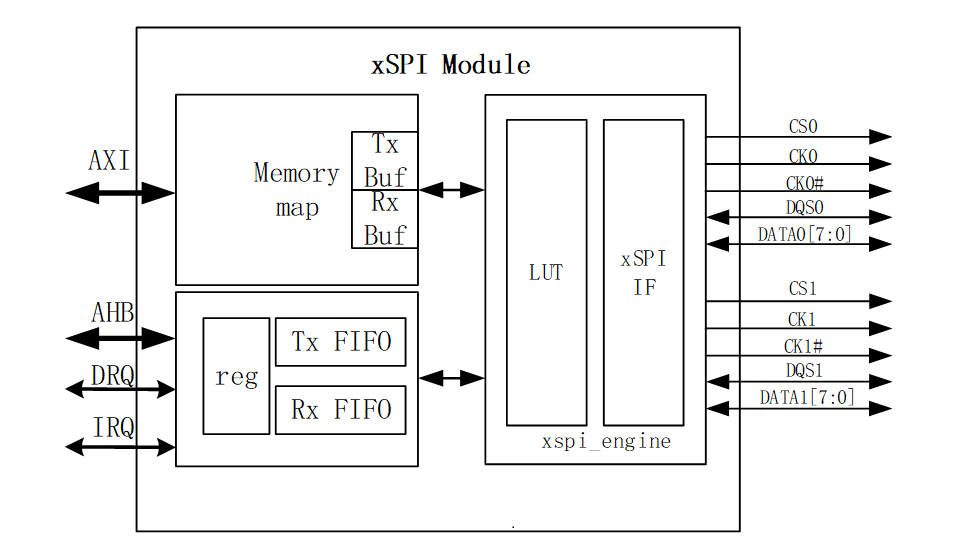 xSPI Module
AXI
Memory
map
Tx
Buf
Rx
Buf
AHB
DRQ
IRQ
reg
Tx FIFO
Rx FIFO
LUT
xSPI
IF
xspi_engine
CS0
CK0
CK0#
DQS0
DATA0[7:0]
CS1
CK1
CK1#
DQS1
DATA1[7:0]